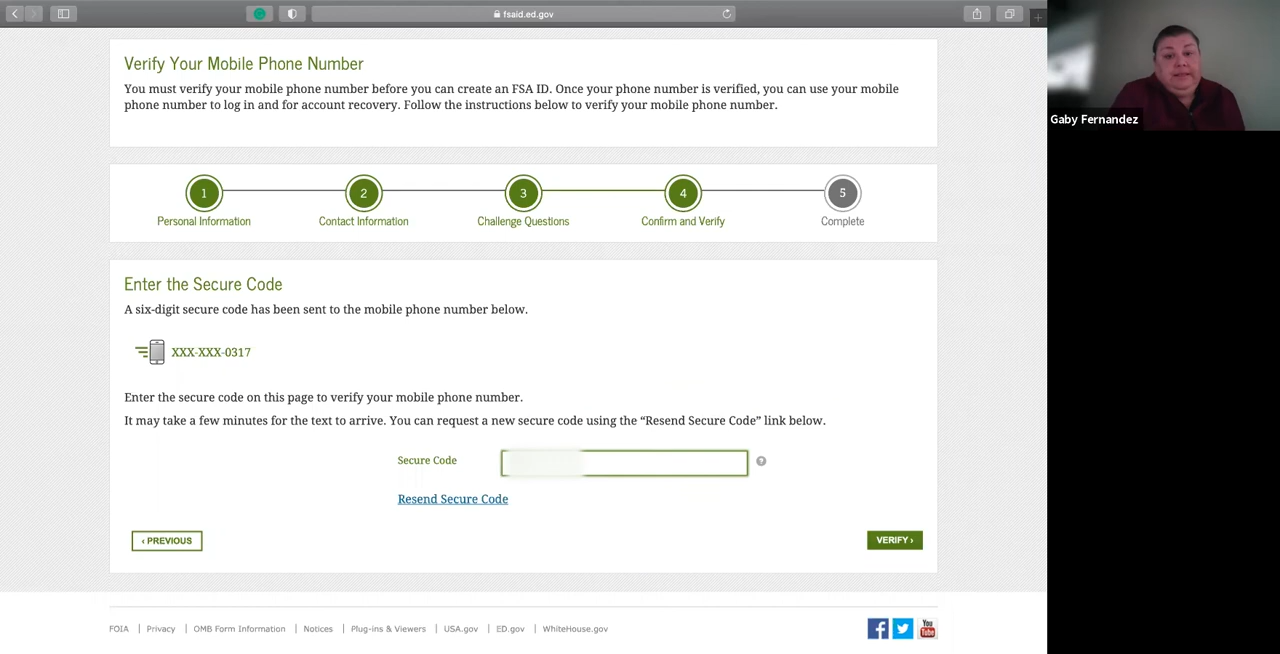 fsaid.ed.gov
Verify Your Mobile Phone Number
You must verify your mobile phone number before you can create an FSA ID. Once your phone number is verified, you can use your mobile
phone number to log in and for account recovery. Follow the instructions below to verify your mobile phone number.
Gaby Fernandez
1 2 3 4 5
Personal Information Contact Information Challenge Questions Confirm and Verify Complete
Enter the Secure Code
A six-digit secure code has been sent to the mobile phone number below.
XXX-XXX-0317
Enter the secure code on this page to verify your mobile phone number.
It may take a few minutes for the text to arrive. You can request a new secure code using the “Resend Secure Code” link below.
Secure Code ?
Resend Secure Code
‹ PREVIOUS VERIFY ›
FOIA | Privacy | OMB Form Information | Notices | Plug-ins & Viewers | USA.gov | ED.gov | WhiteHouse.gov
You Tube